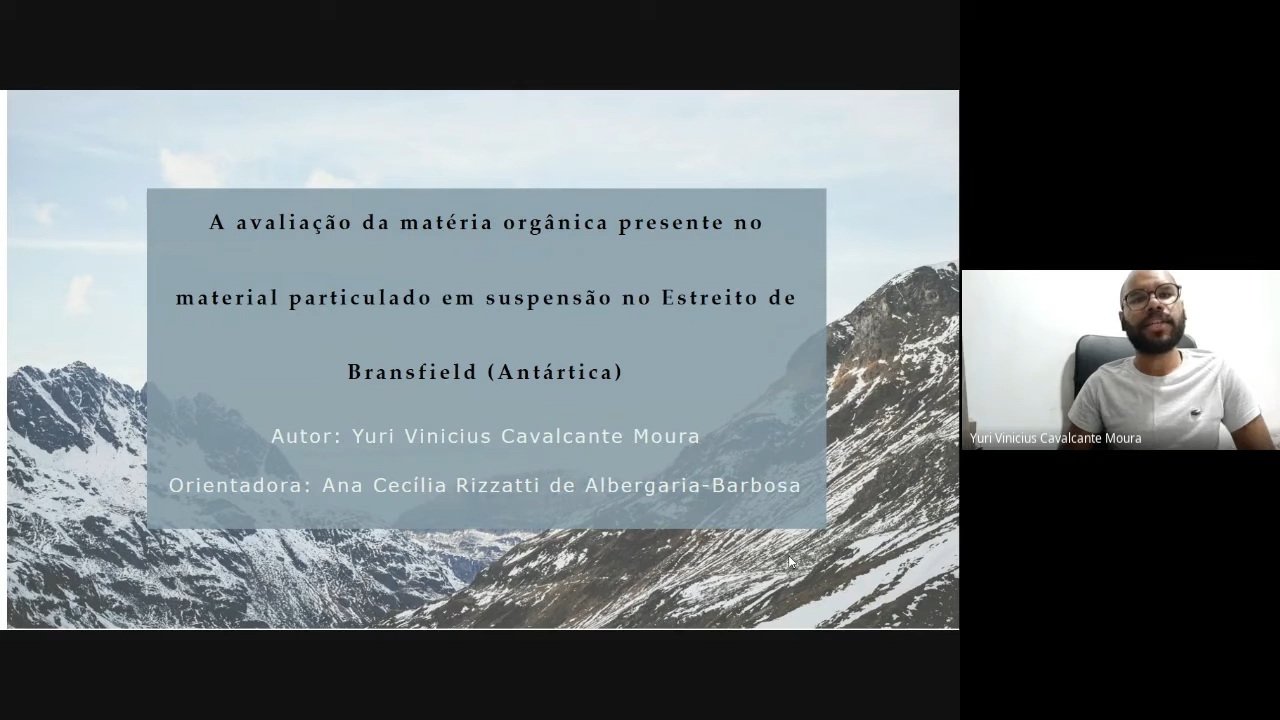 A avaliação da matéria orgânica presente no
material particulado em suspensão no Estreito de
Bransfield (Antártica)
Autor: Yuri Vinicius Cavalcante Moura
Orientadora: Ana Cecília Rizzatti de Albergaria-Barbosa
Yuri Vinicius Cavalcante Moura